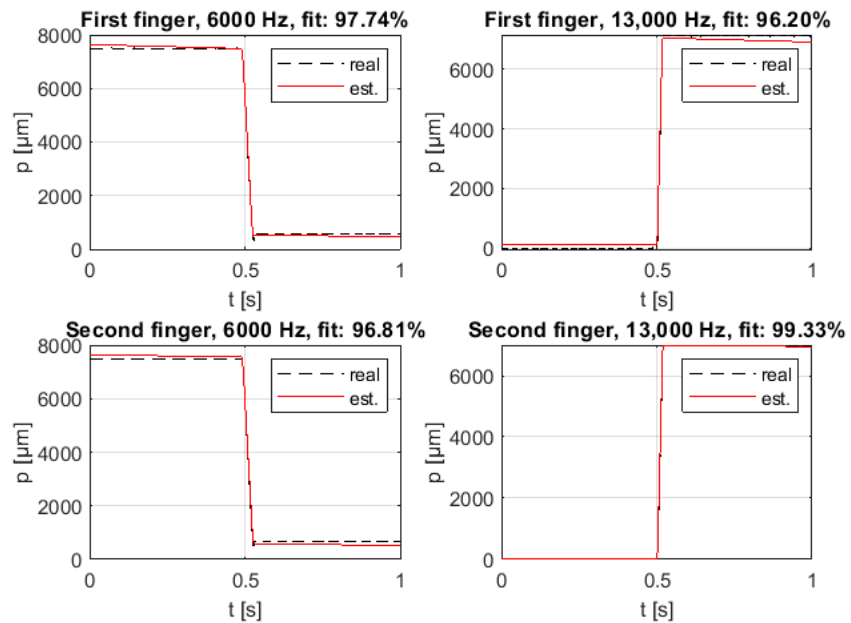 First finger, 6000 Hz, fit: 97.74%
8000
6000
4000
2000
0
p [µm]
real
est.
0
0.5
1
t [s]
First finger, 13,000 Hz, fit: 96.20%
6000
4000
2000
0
p [µm]
real
est.
0
0.5
1
t [s]
Second finger, 6000 Hz, fit: 96.81%
8000
6000
4000
2000
0
p [µm]
real
est.
0
0.5
1
t [s]
Second finger, 13,000 Hz, fit: 99.33%
6000
4000
2000
0
p [µm]
real
est.
0
0.5
1
t [s]